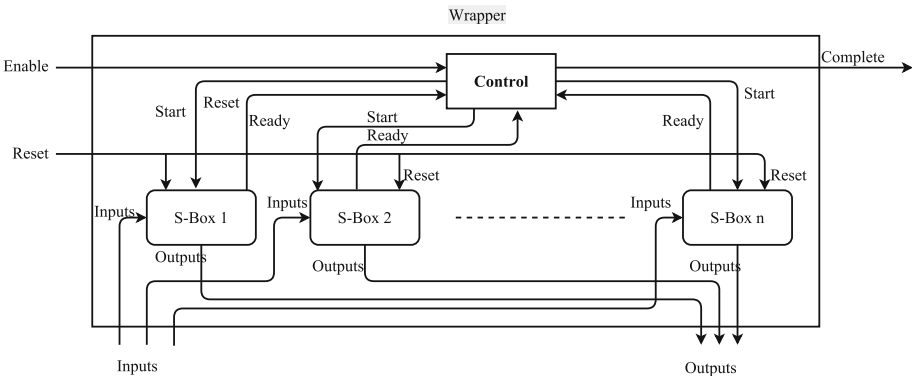 Wrapper
Enable
Control
Complete
Start
Reset
Ready
Start
Ready
Ready
Start
Reset
Reset
Reset
Inputs
S-Box 1
Inputs
S-Box 2
Inputs
S-Box n
Outputs
Outputs
Outputs
Inputs
Outputs